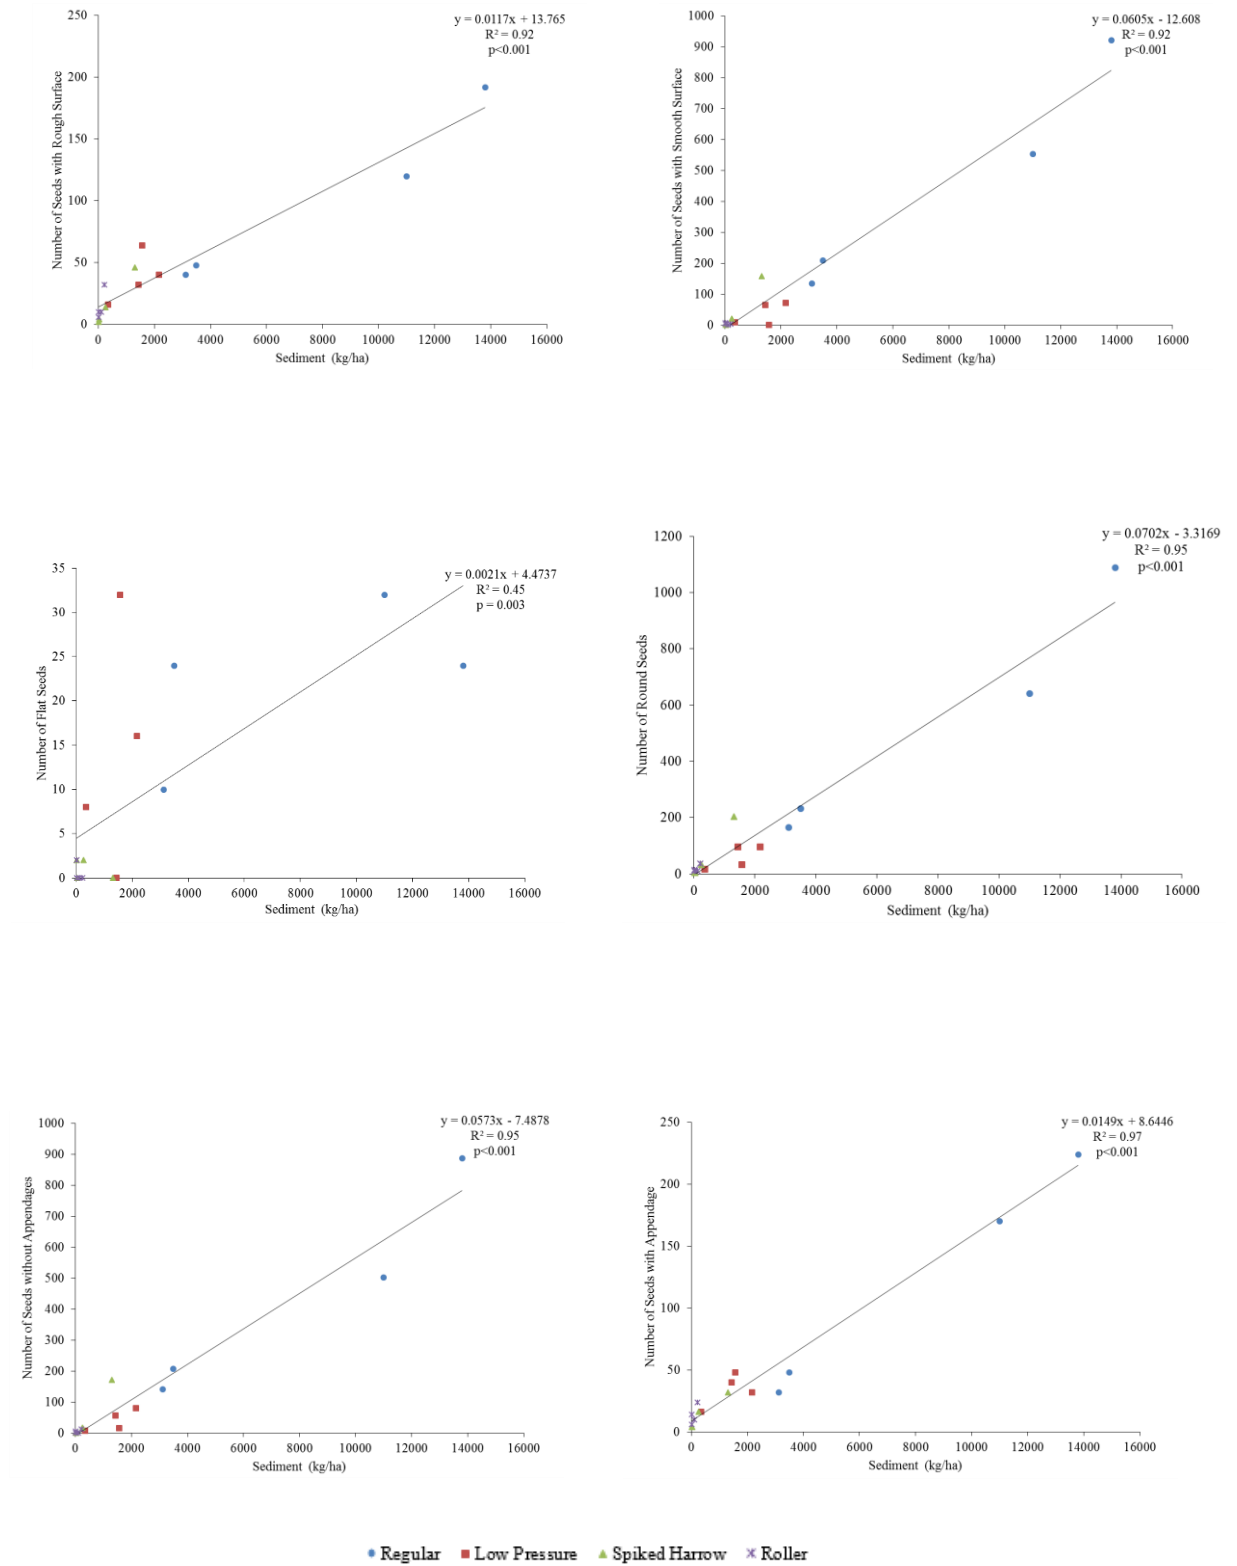 y = 0.0117x + 13.765
R² = 0.92
p<0.001
Number of Seeds with Rough Surface
250
200
150
100
50
0
0 2000 4000 6000 8000 10000 12000 14000 16000
Sediment (kg/ha)
y = 0.0605x - 12.608
R² = 0.92
p<0.001
Number of Seeds with Smooth Surface
1000
900
800
700
600
500
400
300
200
100
0
0 2000 4000 6000 8000 10000 12000 14000 16000
Sediment (kg/ha)
y = 0.0021x + 4.4737
R² = 0.45
p = 0.003
Number of Flat Seeds
35
30
25
20
15
10
5
0
0 2000 4000 6000 8000 10000 12000 14000 16000
Sediment (kg/ha)
y = 0.0702x - 3.3169
R² = 0.95
p<0.001
Number of Round Seeds
1200
1000
800
600
400
200
0
0 2000 4000 6000 8000 10000 12000 14000 16000
Sediment (kg/ha)
y = 0.0573x - 7.4878
R² = 0.95
p<0.001
Number of Seeds without Appendages
1000
900
800
700
600
500
400
300
200
100
0
0 2000 4000 6000 8000 10000 12000 14000 16000
Sediment (kg/ha)
y = 0.0149x + 8.6446
R² = 0.97
p<0.001
Number of Seeds with Appendage
250
200
150
100
50
0
0 2000 4000 6000 8000 10000 12000 14000 16000
Sediment (kg/ha)
Regular Low Pressure Spiked Harrow Roller